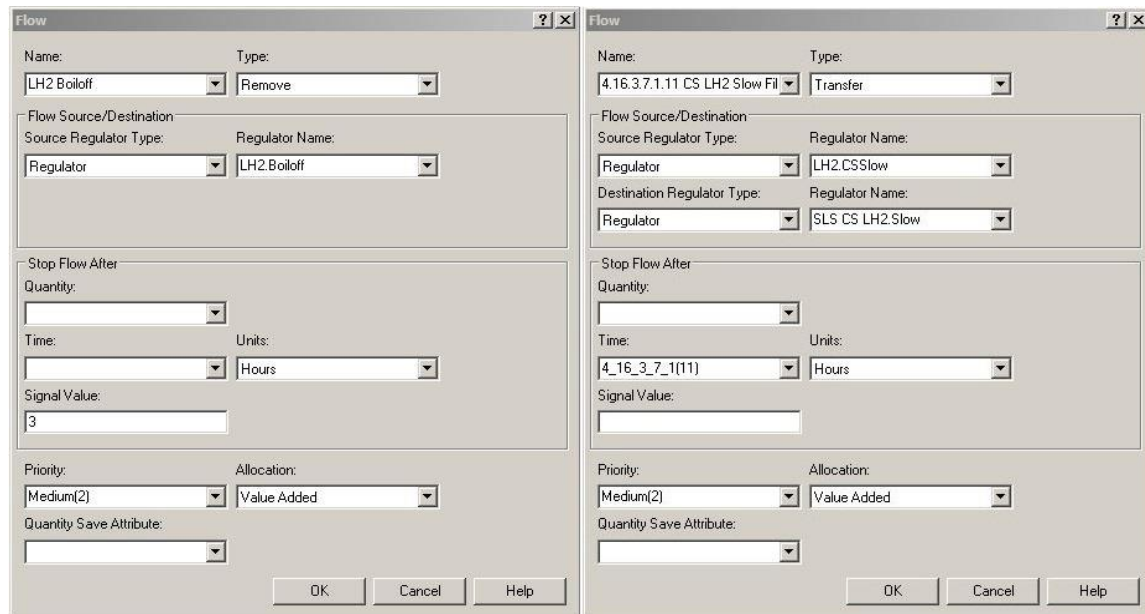 Flow
Name: Type:
LH2 Boiloff Remove
Flow Source/Destination
Source Regulator Type: Regulator Name:
Regulator LH2.Boiloff
Stop Flow After
Quantity:
Time: Units:
Hours
Signal Value:
3
Priority: Allocation:
Medium(2) Value Added
Quantity Save Attribute:
OK Cancel Help
Flow
Name: Type:
4.16.3.7.1.11 CS LH2 Slow Fil Transfer
Flow Source/Destination
Source Regulator Type: Regulator Name:
Regulator LH2.CSSlow
Destination Regulator Type: Regulator Name:
Regulator SLS CS LH2.Slow
Stop Flow After
Quantity:
Time: Units:
4_16_3_7_1(11) Hours
Signal Value:
Priority: Allocation:
Medium(2) Value Added
Quantity Save Attribute:
OK Cancel Help